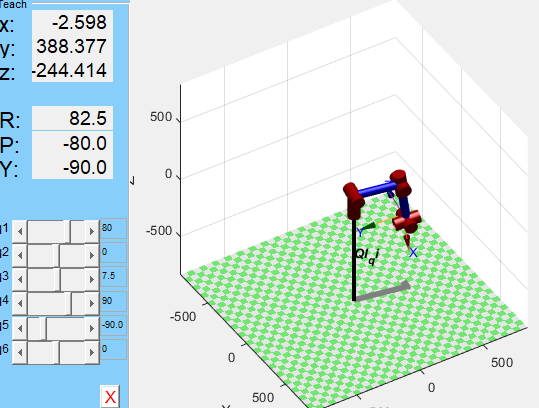 Teach
x: -2.598
y: 388.377
z: -244.414
R: 82.5
P: -80.0
Y: -90.0
q1 80
q2 0
q3 7.5
q4 90
q5 -90.0
q6 0
X
500
0
-500
Z
Y
X
-500
0
500
0
500